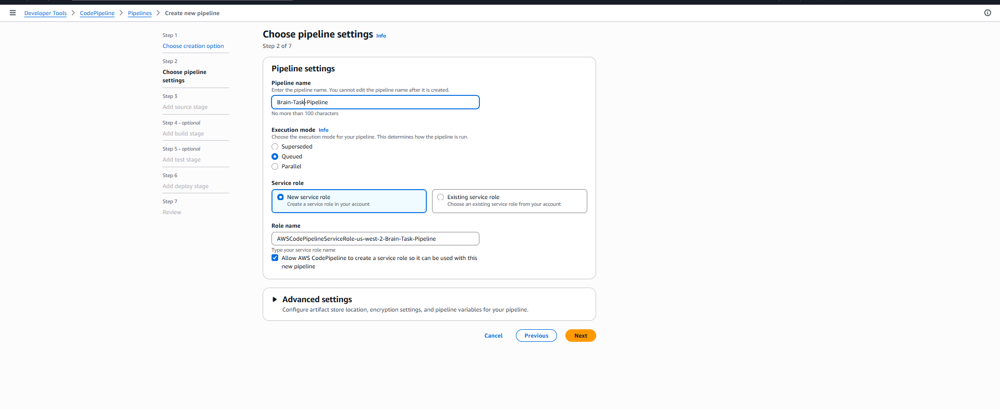 Developer Tools > CodePipeline > Pipelines > Create new pipeline
Step 1
Choose creation option
Step 2
Choose pipeline
settings
Step 3
Add source stage
Step 4 - optional
Add build stage
Step 5 - optional
Add test stage
Step 6
Add deploy stage
Step 7
Review
Choose pipeline settings Info
Step 2 of 7
Pipeline settings
Pipeline name
Enter the pipeline name. You cannot edit the pipeline name after it is created.
Brain-Task-Pipeline
No more than 100 characters
Execution mode Info
Choose the execution mode for your pipeline. This determines how the pipeline is run.
Superseded
Queued
Parallel
Service role
New service role
Create a service role in your account
Existing service role
Choose an existing service role from your account
Role name
AWSCodePipelineServiceRole-us-west-2-Brain-Task-Pipeline
Type your service role name
Allow AWS CodePipeline to create a service role so it can be used with this
new pipeline
Advanced settings
Configure artifact store location, encryption settings, and pipeline variables for your pipeline.
Cancel Previous Next